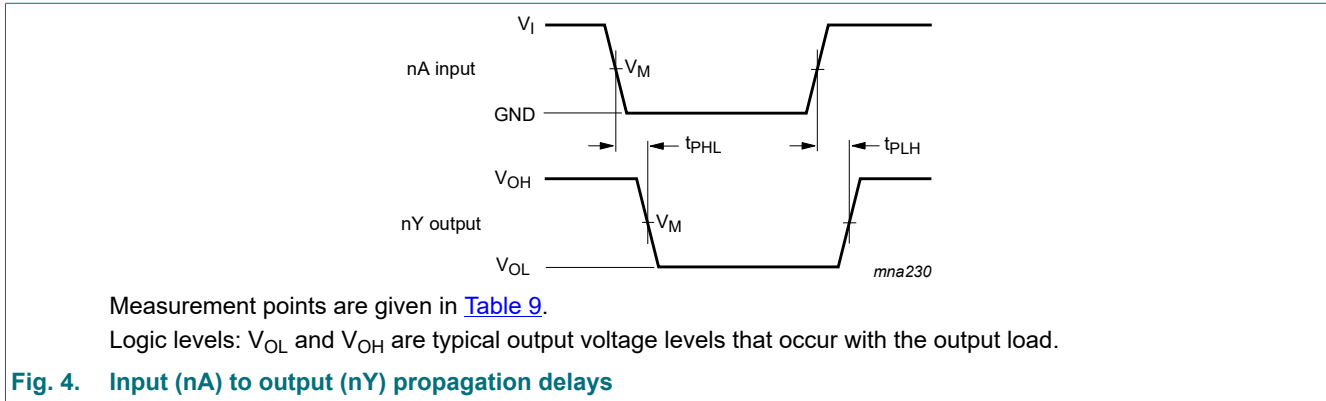 V_I
nA input
V_M
GND
t_PHL
t_PLH
V_OH
nY output
V_M
V_OL
mna230
Measurement points are given in Table 9.
Logic levels: V_OL and V_OH are typical output voltage levels that occur with the output load.
Fig. 4. Input (nA) to output (nY) propagation delays